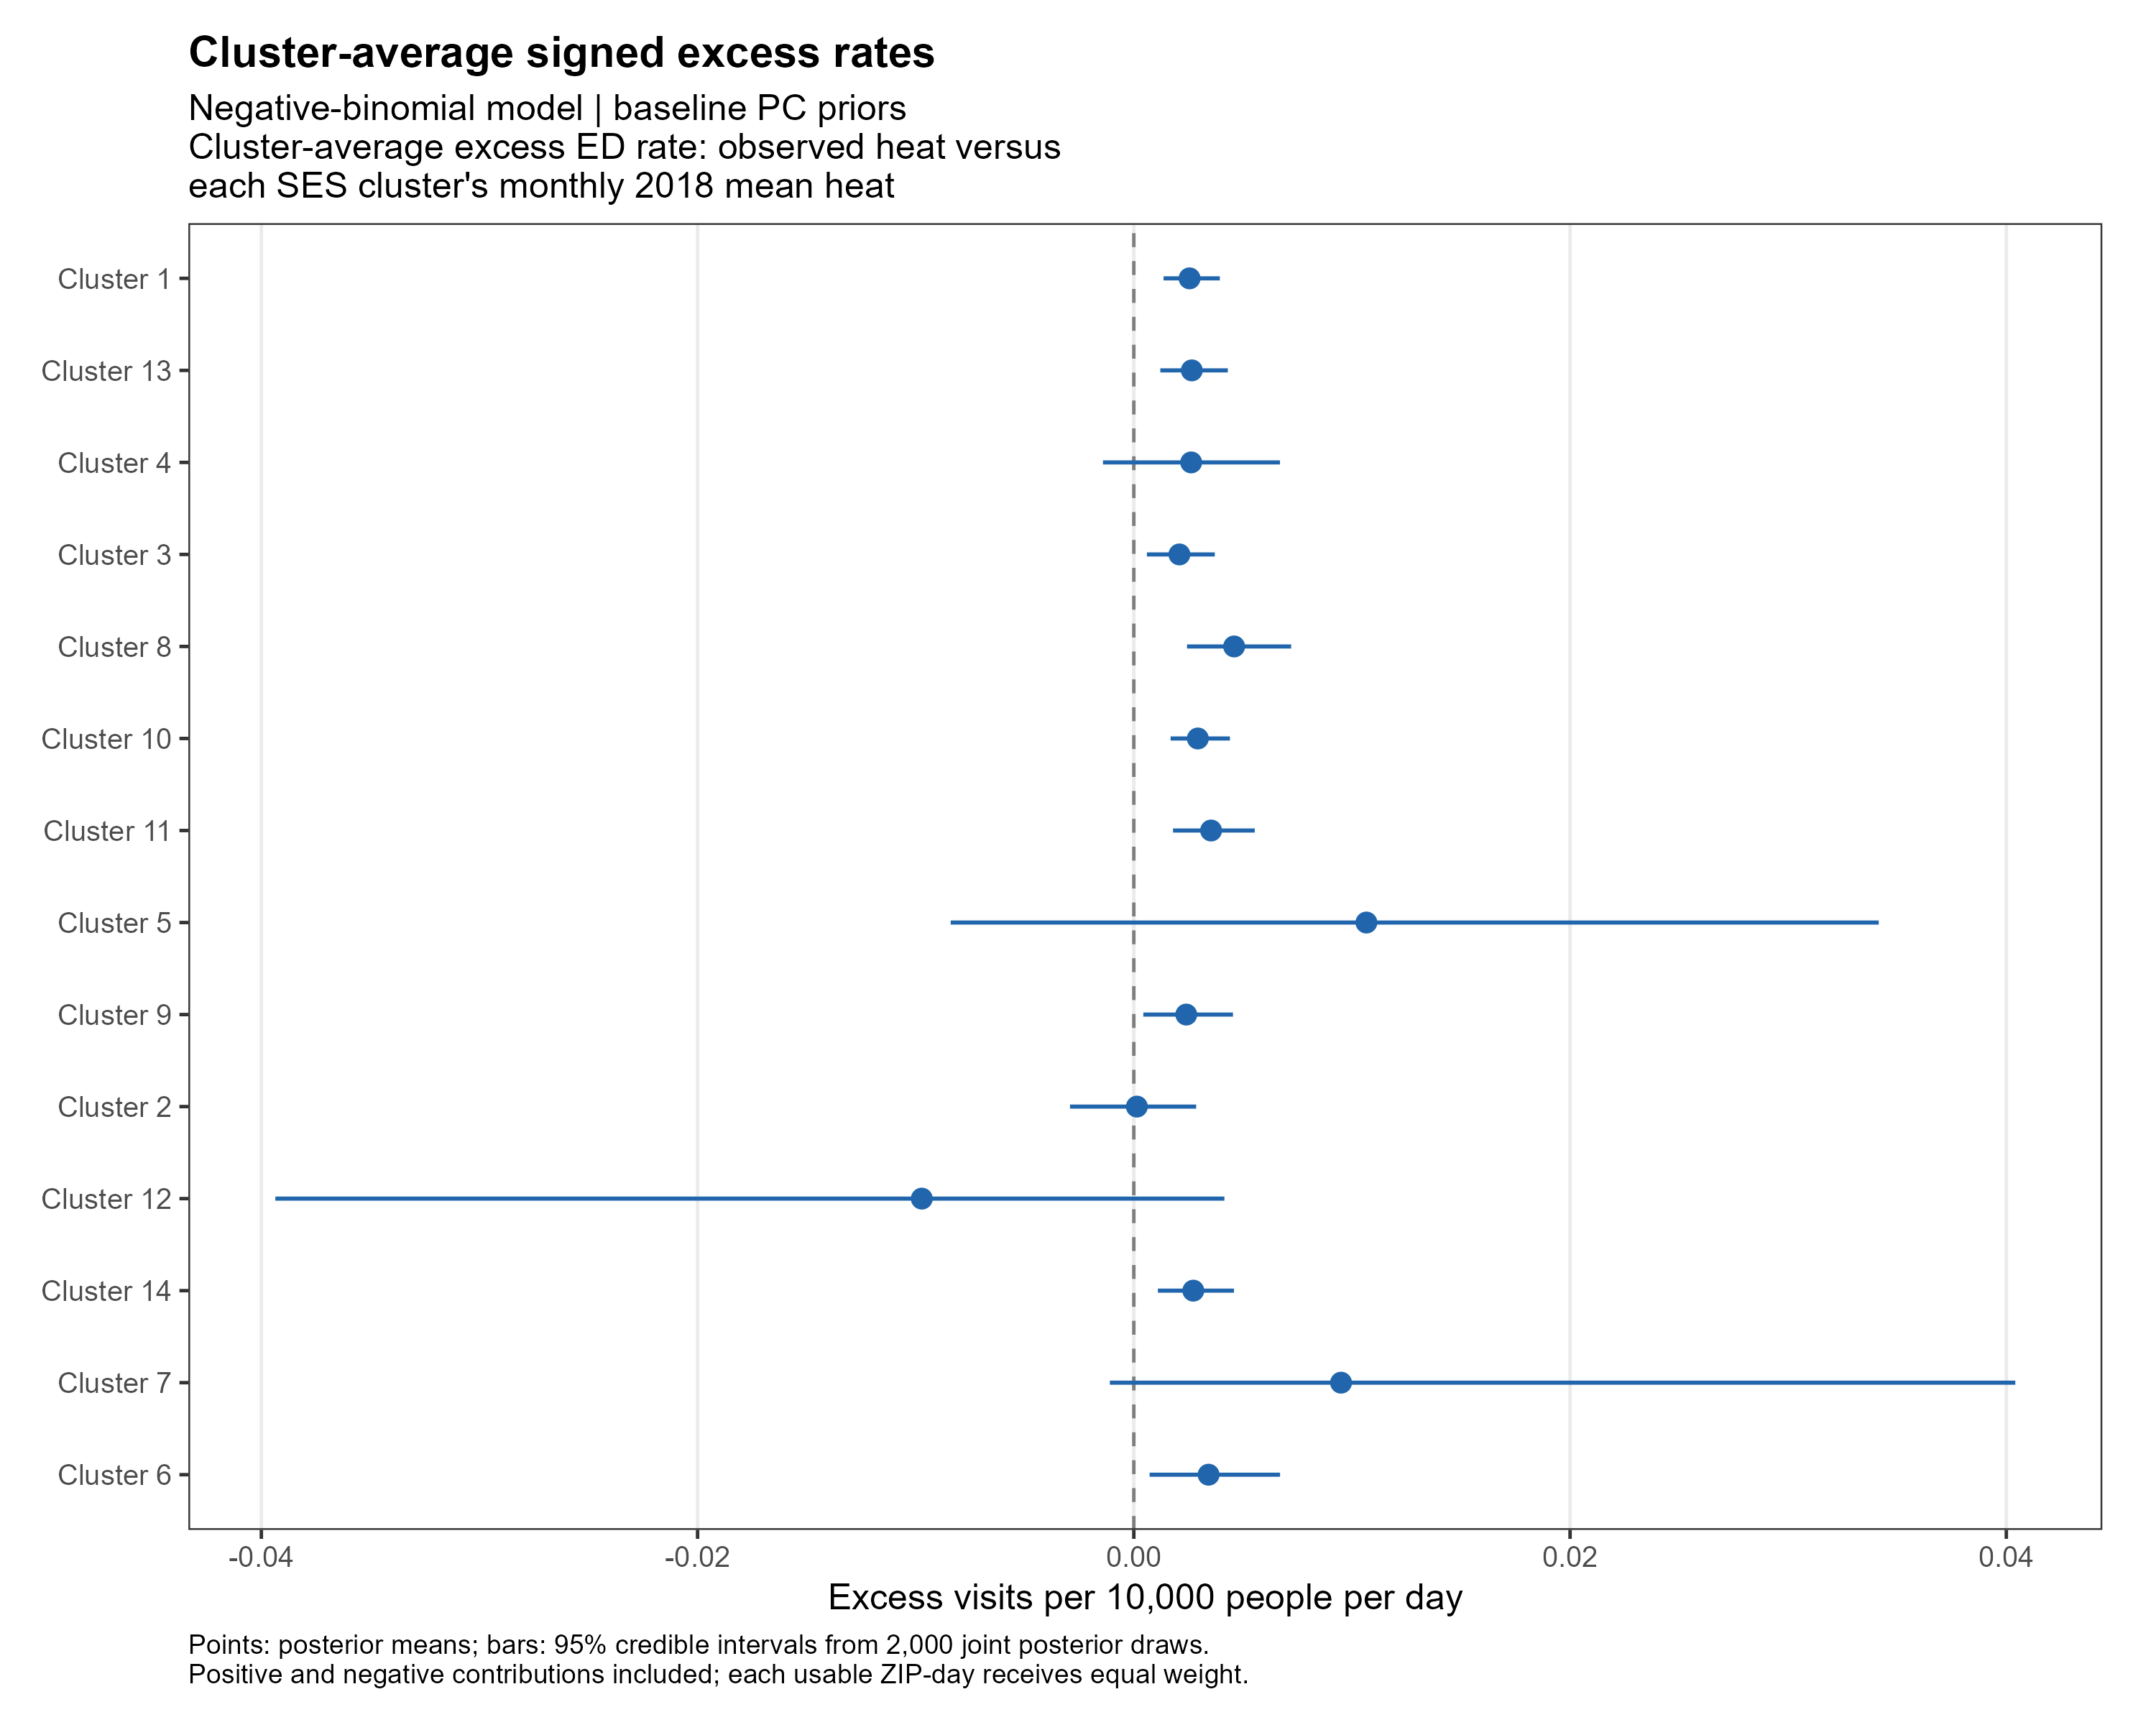 Cluster-average signed excess rates
Negative-binomial model | baseline PC priors
Cluster-average excess ED rate: observed heat versus
each SES cluster's monthly 2018 mean heat
Cluster 1
Cluster 13
Cluster 4
Cluster 3
Cluster 8
Cluster 10
Cluster 11
Cluster 5
Cluster 9
Cluster 2
Cluster 12
Cluster 14
Cluster 7
Cluster 6
-0.04 -0.02 0.00 0.02 0.04
Excess visits per 10,000 people per day
Points: posterior means; bars: 95% credible intervals from 2,000 joint posterior draws.
Positive and negative contributions included; each usable ZIP-day receives equal weight.